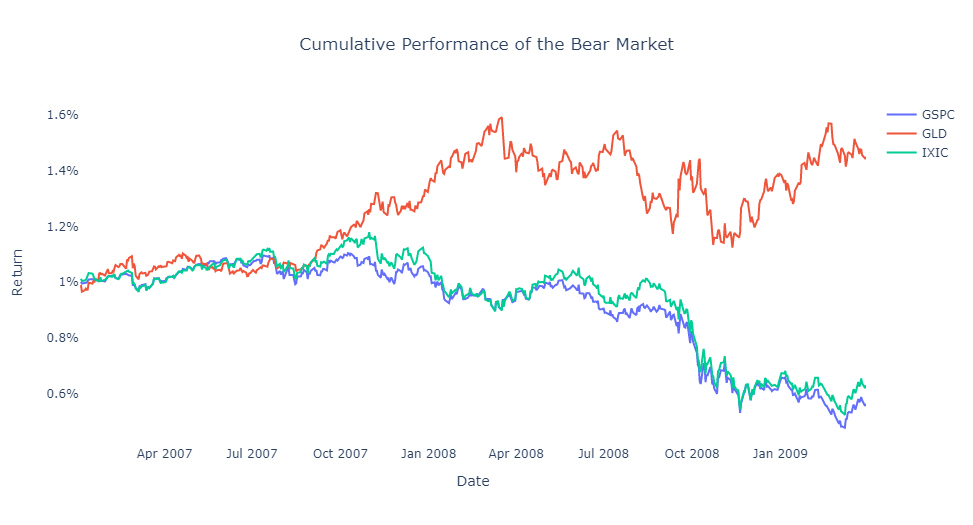 Cumulative Performance of the Bear Market
1.6%
1.4%
1.2%
1%
0.8%
0.6%
Return
GSPC
GLD
IXIC
Apr 2007
Jul 2007
Oct 2007
Jan 2008
Apr 2008
Jul 2008
Oct 2008
Jan 2009
Date